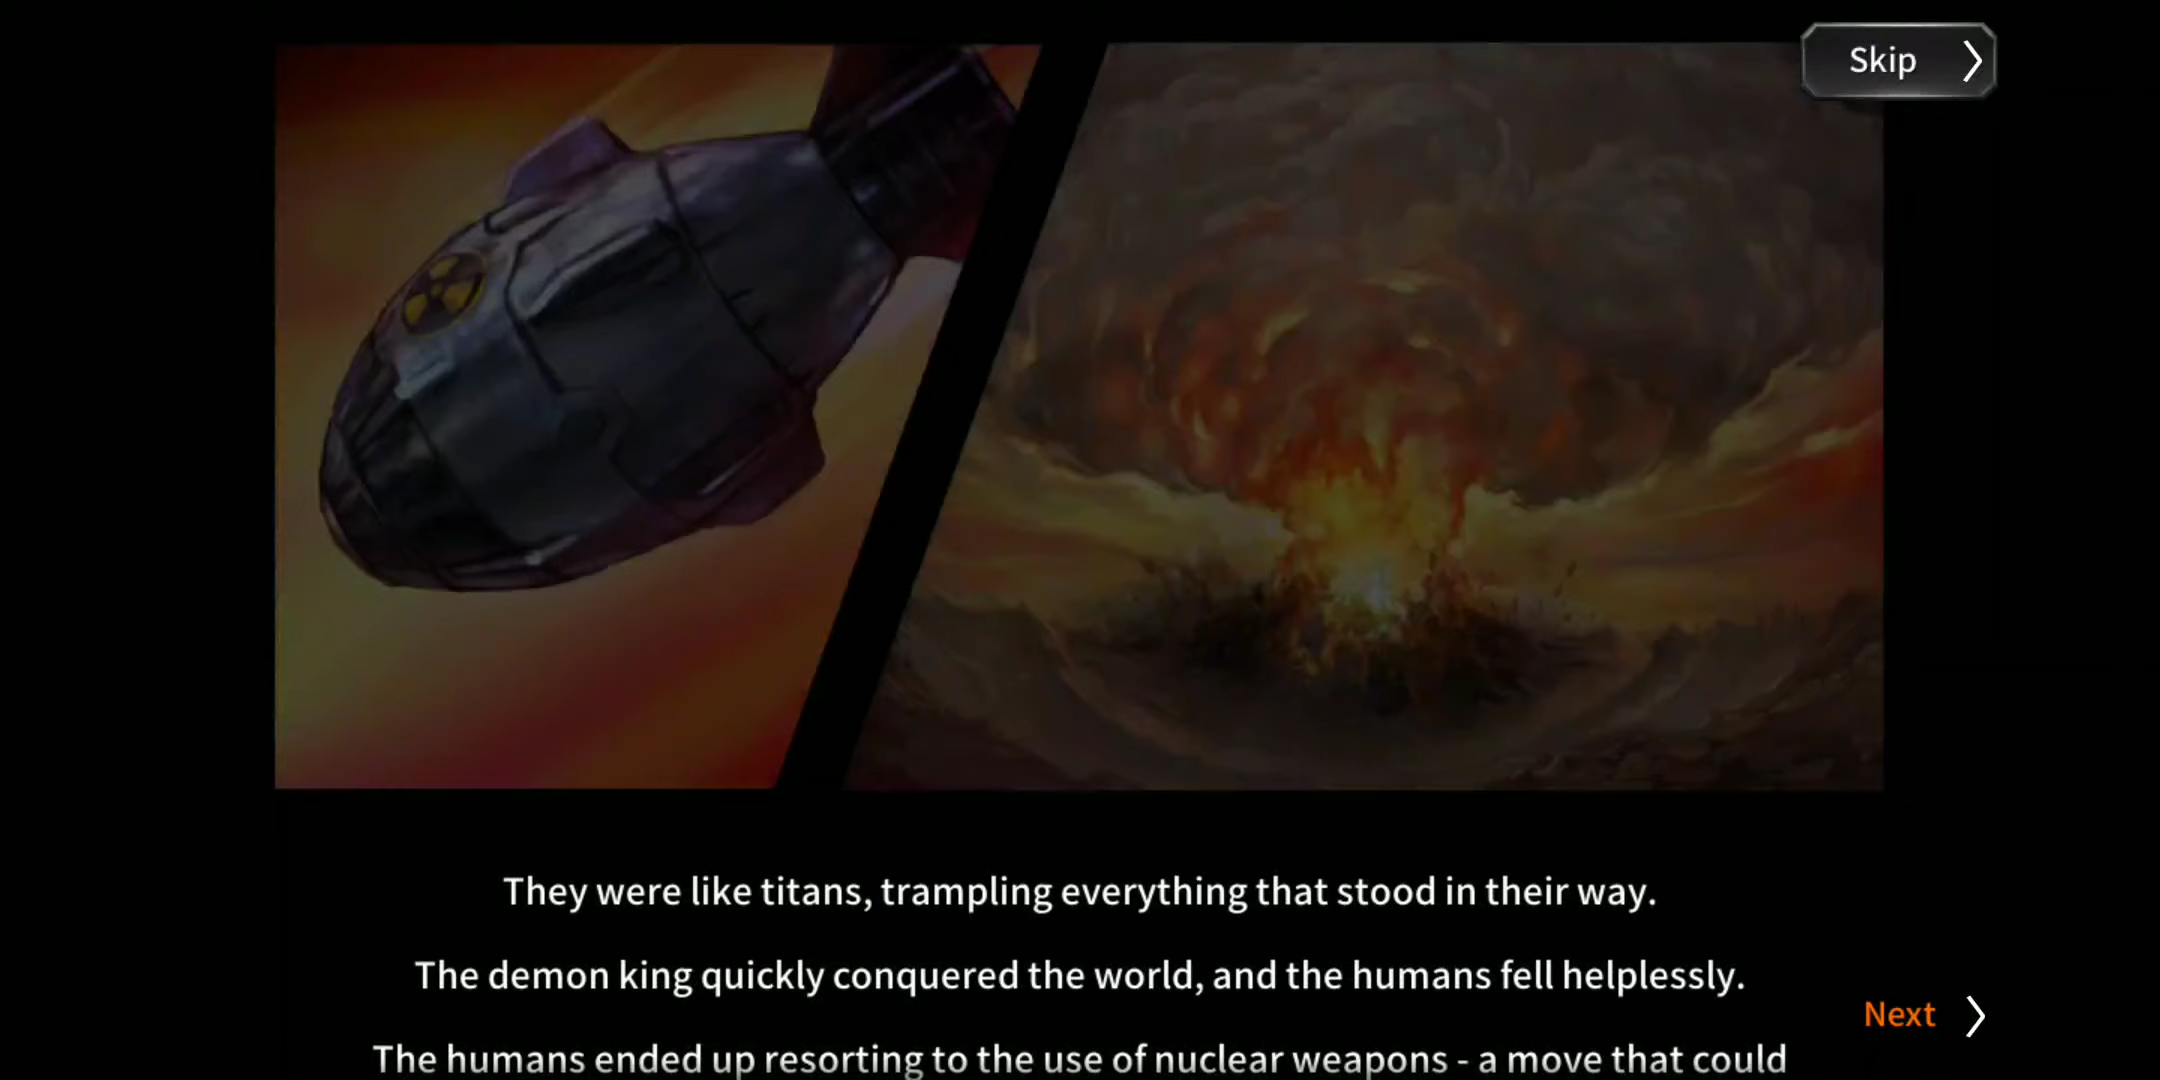 Skip
They were like titans, trampling everything that stood in their way.
The demon king quickly conquered the world, and the humans fell helplessly.
Next
The humans ended up resorting to the use of nuclear weapons - a move that could